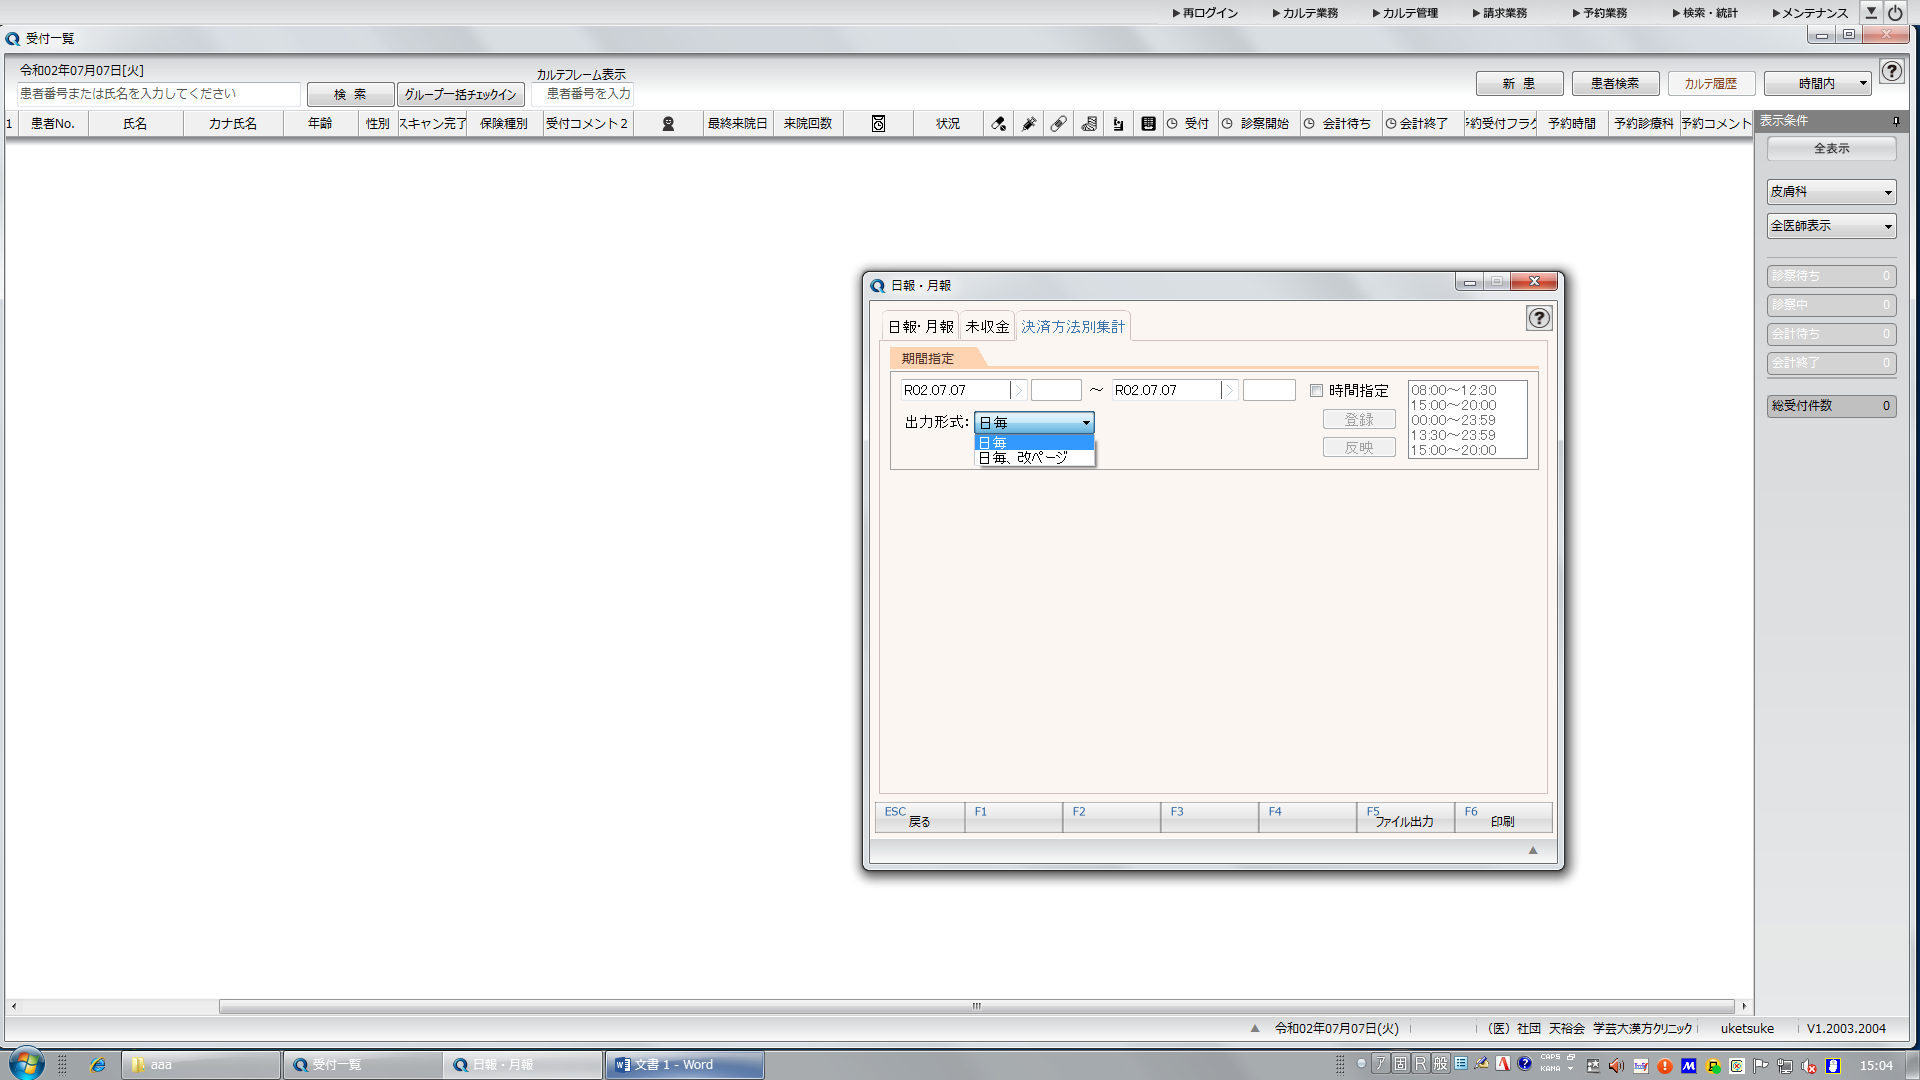 ▶再ログイン ▶カルテ業務 ▶カルテ管理 ▶請求業務 ▶予約業務 ▶検索・統計 ▶メンテナンス
受付一覧
令和02年07月07日[火]
カルテフレーム表示
患者番号または氏名を入力してください 検 索 グループ一括チェックイン 患者番号を入力
新 患 患者検索 カルテ履歴 時間内
1 患者No. 氏名 カナ氏名 年齢 性別 スキャン完了 保険種別 受付コメント2 最終来院日 来院回数 状況 受付 診察開始 会計待ち 会計終了 予約受付フラグ 予約時間 予約診療科 予約コメント
表示条件
全表示
皮膚科
全医師表示
診察待ち 0
診察中 0
会計待ち 0
会計終了 0
総受付件数 0
日報・月報
日報・月報 未収金 決済方法別集計
期間指定
R02.07.07 ～ R02.07.07 時間指定
出力形式: 日毎
日毎
日毎、改ページ
登録
反映
08:00～12:30
15:00～20:00
00:00～23:59
13:30～23:59
15:00～20:00
ESC 戻る F1 F2 F3 F4 F5 ファイル出力 F6 印刷
令和02年07月07日(火) （医）社団 天裕会 学芸大漢方クリニック uketsuke V1.2003.2004
aaa 受付一覧 日報・月報 文書 1 - Word
ア 固 R 般 CAPS KANA 15:04